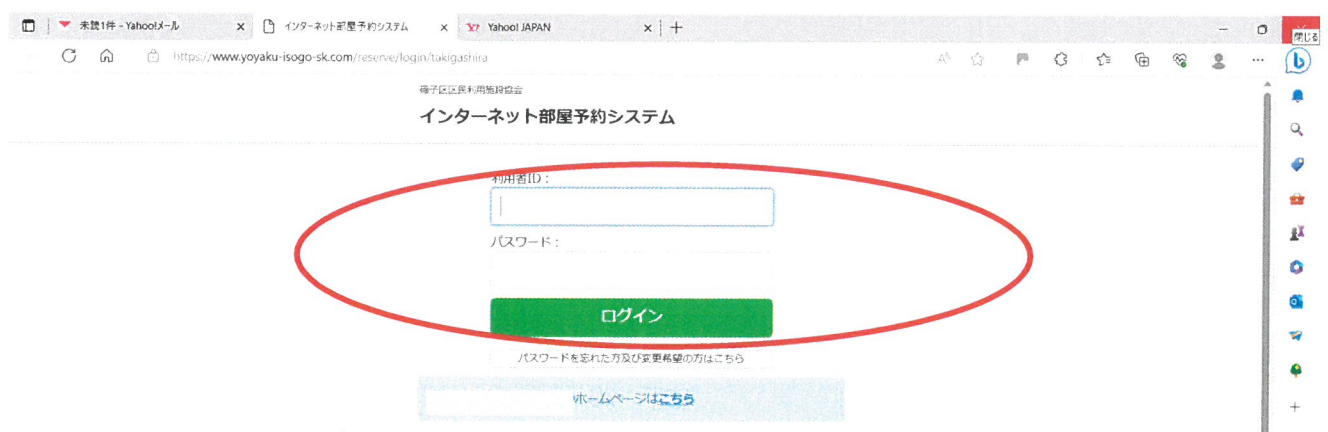 未読1件 - Yahoo!メール
インターネット部屋予約システム
Yahoo! JAPAN
閉じる
https://www.yoyaku-isogo-sk.com/reserve/login/takigashira
磯子区区民利用施設協会
インターネット部屋予約システム
利用者ID：
パスワード：
ログイン
パスワードを忘れた方及び変更希望の方はこちら
ホームページはこちら